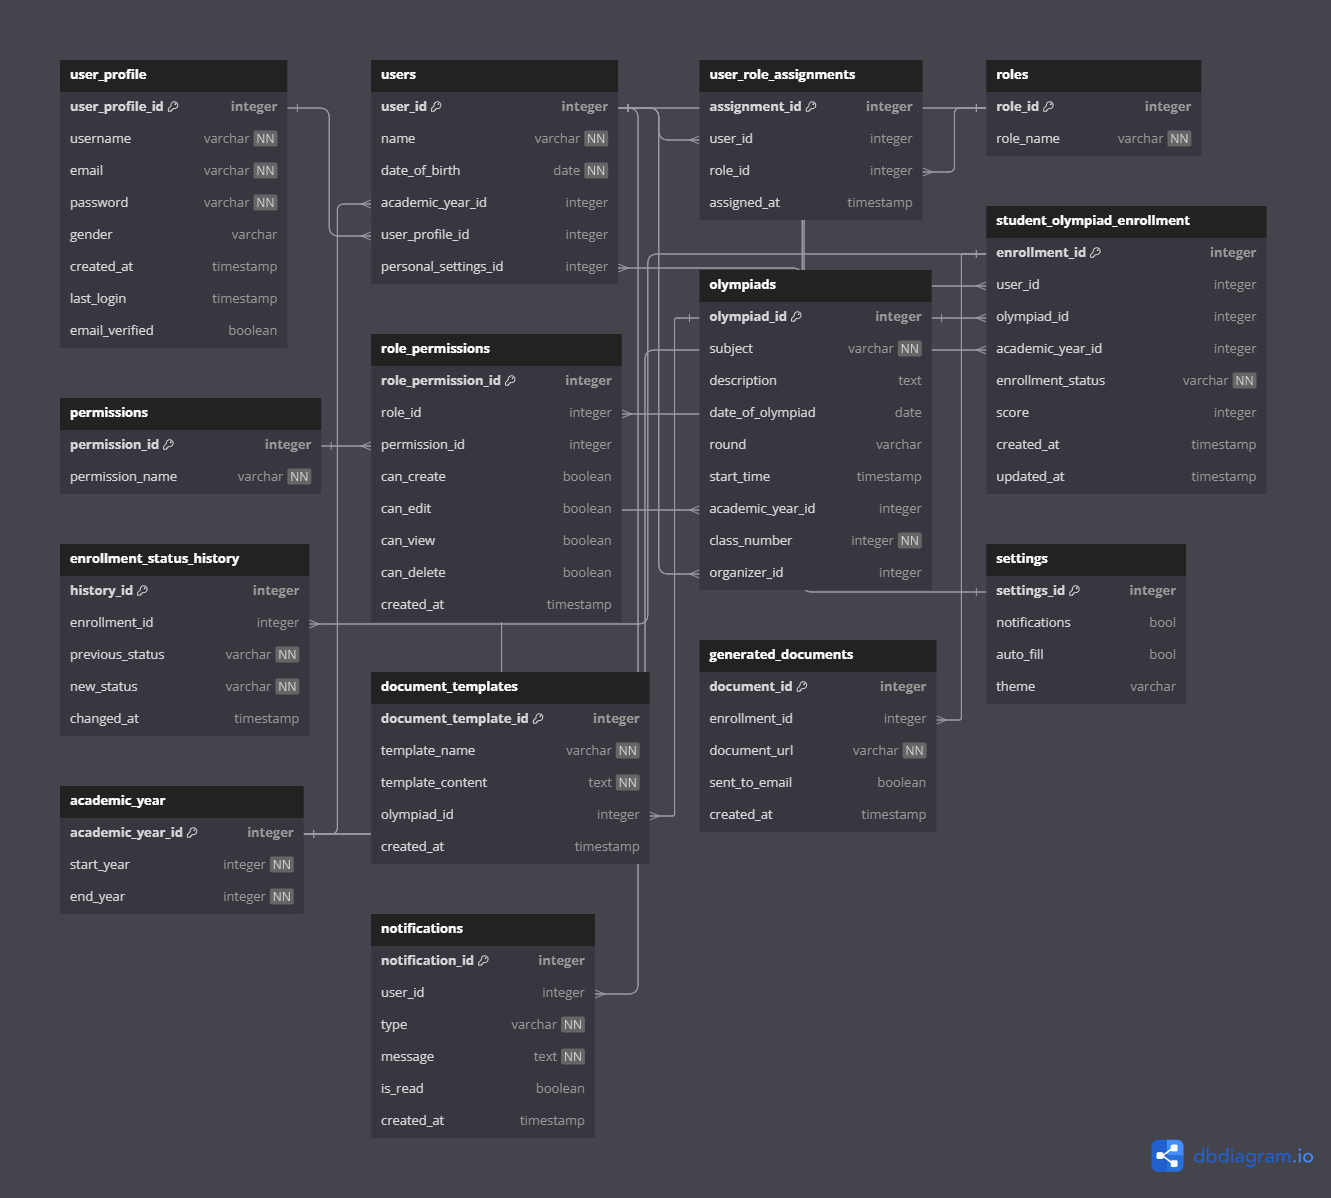 user_profile
user_profile_id integer
username varchar NN
email varchar NN
password varchar NN
gender varchar
created_at timestamp
last_login timestamp
email_verified boolean
users
user_id integer
name varchar NN
date_of_birth date NN
academic_year_id integer
user_profile_id integer
personal_settings_id integer
user_role_assignments
assignment_id integer
user_id integer
role_id integer
assigned_at timestamp
roles
role_id integer
role_name varchar NN
student_olympiad_enrollment
enrollment_id integer
user_id integer
olympiad_id integer
academic_year_id integer
enrollment_status varchar NN
score integer
created_at timestamp
updated_at timestamp
olympiads
olympiad_id integer
subject varchar NN
description text
date_of_olympiad date
round varchar
start_time timestamp
academic_year_id integer
class_number integer NN
organizer_id integer
role_permissions
role_permission_id integer
role_id integer
permission_id integer
can_create boolean
can_edit boolean
can_view boolean
can_delete boolean
created_at timestamp
permissions
permission_id integer
permission_name varchar NN
enrollment_status_history
history_id integer
enrollment_id integer
previous_status varchar NN
new_status varchar NN
changed_at timestamp
settings
settings_id integer
notifications bool
auto_fill bool
theme varchar
generated_documents
document_id integer
enrollment_id integer
document_url varchar NN
sent_to_email boolean
created_at timestamp
document_templates
document_template_id integer
template_name varchar NN
template_content text NN
olympiad_id integer
created_at timestamp
academic_year
academic_year_id integer
start_year integer NN
end_year integer NN
notifications
notification_id integer
user_id integer
type varchar NN
message text NN
is_read boolean
created_at timestamp
dbdiagram.io